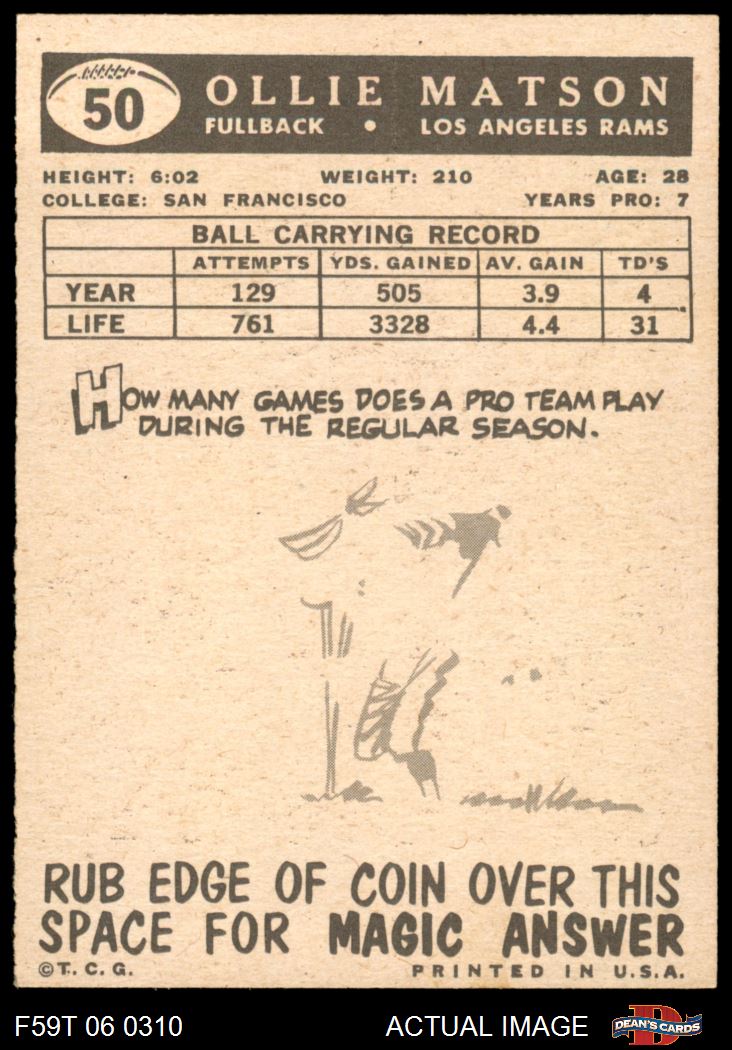 50
OLLIE MATSON
FULLBACK • LOS ANGELES RAMS
HEIGHT: 6:02 WEIGHT: 210 AGE: 28
COLLEGE: SAN FRANCISCO YEARS PRO: 7
BALL CARRYING RECORD
ATTEMPTS YDS. GAINED AV. GAIN TD'S
YEAR 129 505 3.9 4
LIFE 761 3328 4.4 31
HOW MANY GAMES DOES A PRO TEAM PLAY
DURING THE REGULAR SEASON.
RUB EDGE OF COIN OVER THIS
SPACE FOR MAGIC ANSWER
©T.C.G. PRINTED IN U.S.A.
F59T 06 0310 ACTUAL IMAGE D DEAN'S CARDS